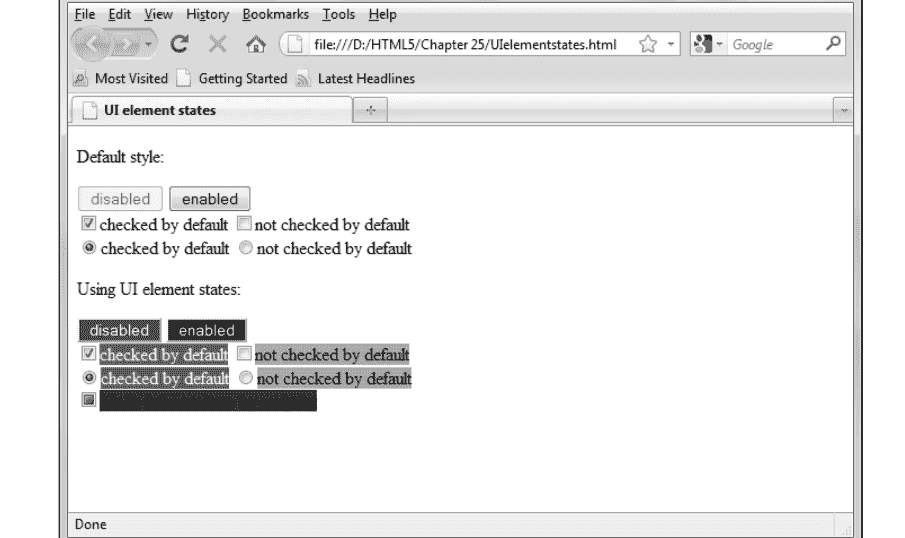 File Edit View History Bookmarks Tools Help
file:///D:/HTML5/Chapter 25/UIelementstates.html Google
Most Visited Getting Started Latest Headlines
UI element states
Default style:
disabled enabled
checked by default not checked by default
checked by default not checked by default
Using UI element states:
disabled enabled
checked by default not checked by default
checked by default not checked by default
Done